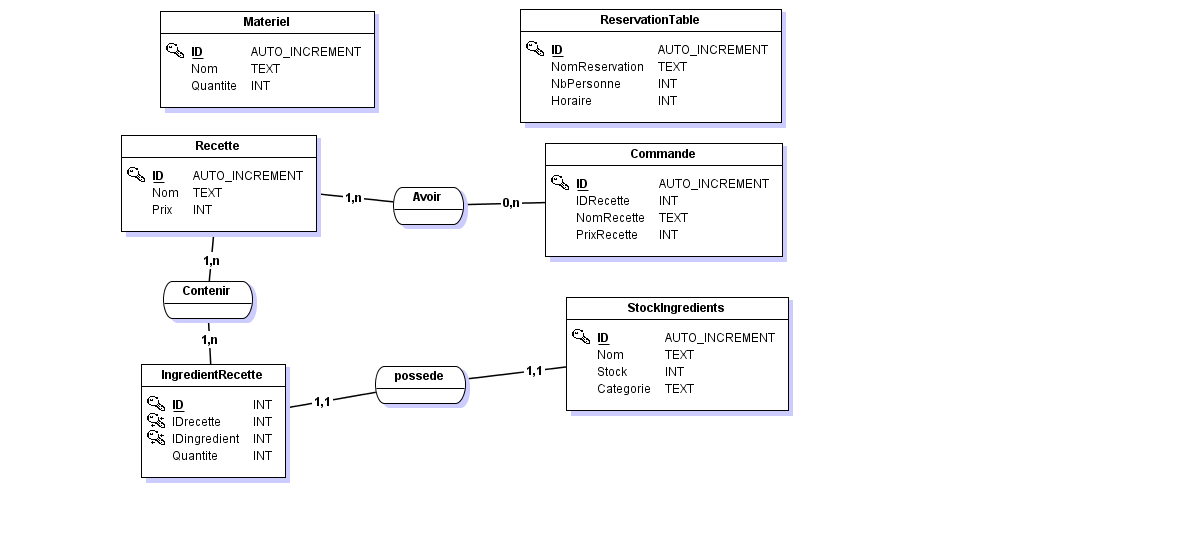 Materiel
ID AUTO_INCREMENT
Nom TEXT
Quantite INT
ReservationTable
ID AUTO_INCREMENT
NomReservation TEXT
NbPersonne INT
Horaire INT
Recette
ID AUTO_INCREMENT
Nom TEXT
Prix INT
1,n
Avoir
0,n
Commande
ID AUTO_INCREMENT
IDRecette INT
NomRecette TEXT
PrixRecette INT
1,n
Contenir
1,n
StockIngredients
ID AUTO_INCREMENT
Nom TEXT
Stock INT
Categorie TEXT
IngredientRecette
ID INT
IDrecette INT
IDingredient INT
Quantite INT
1,1
possede
1,1